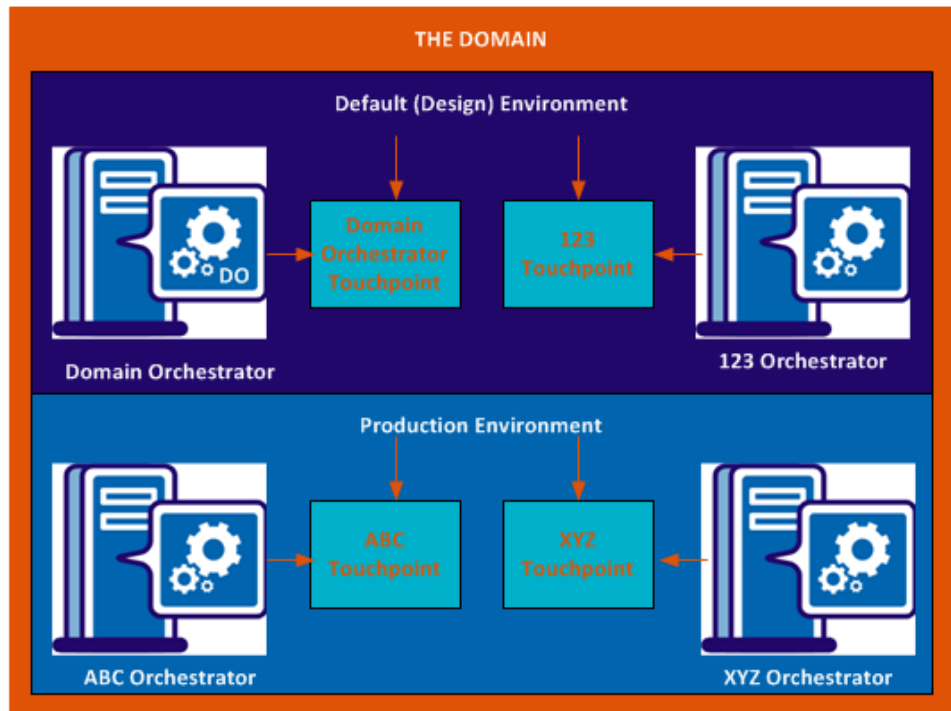 THE DOMAIN
Default (Design) Environment
Domain
Orchestrator
Touchpoint
123
Touchpoint
DO
Domain Orchestrator
123 Orchestrator
Production Environment
ABC
Touchpoint
XYZ
Touchpoint
ABC Orchestrator
XYZ Orchestrator